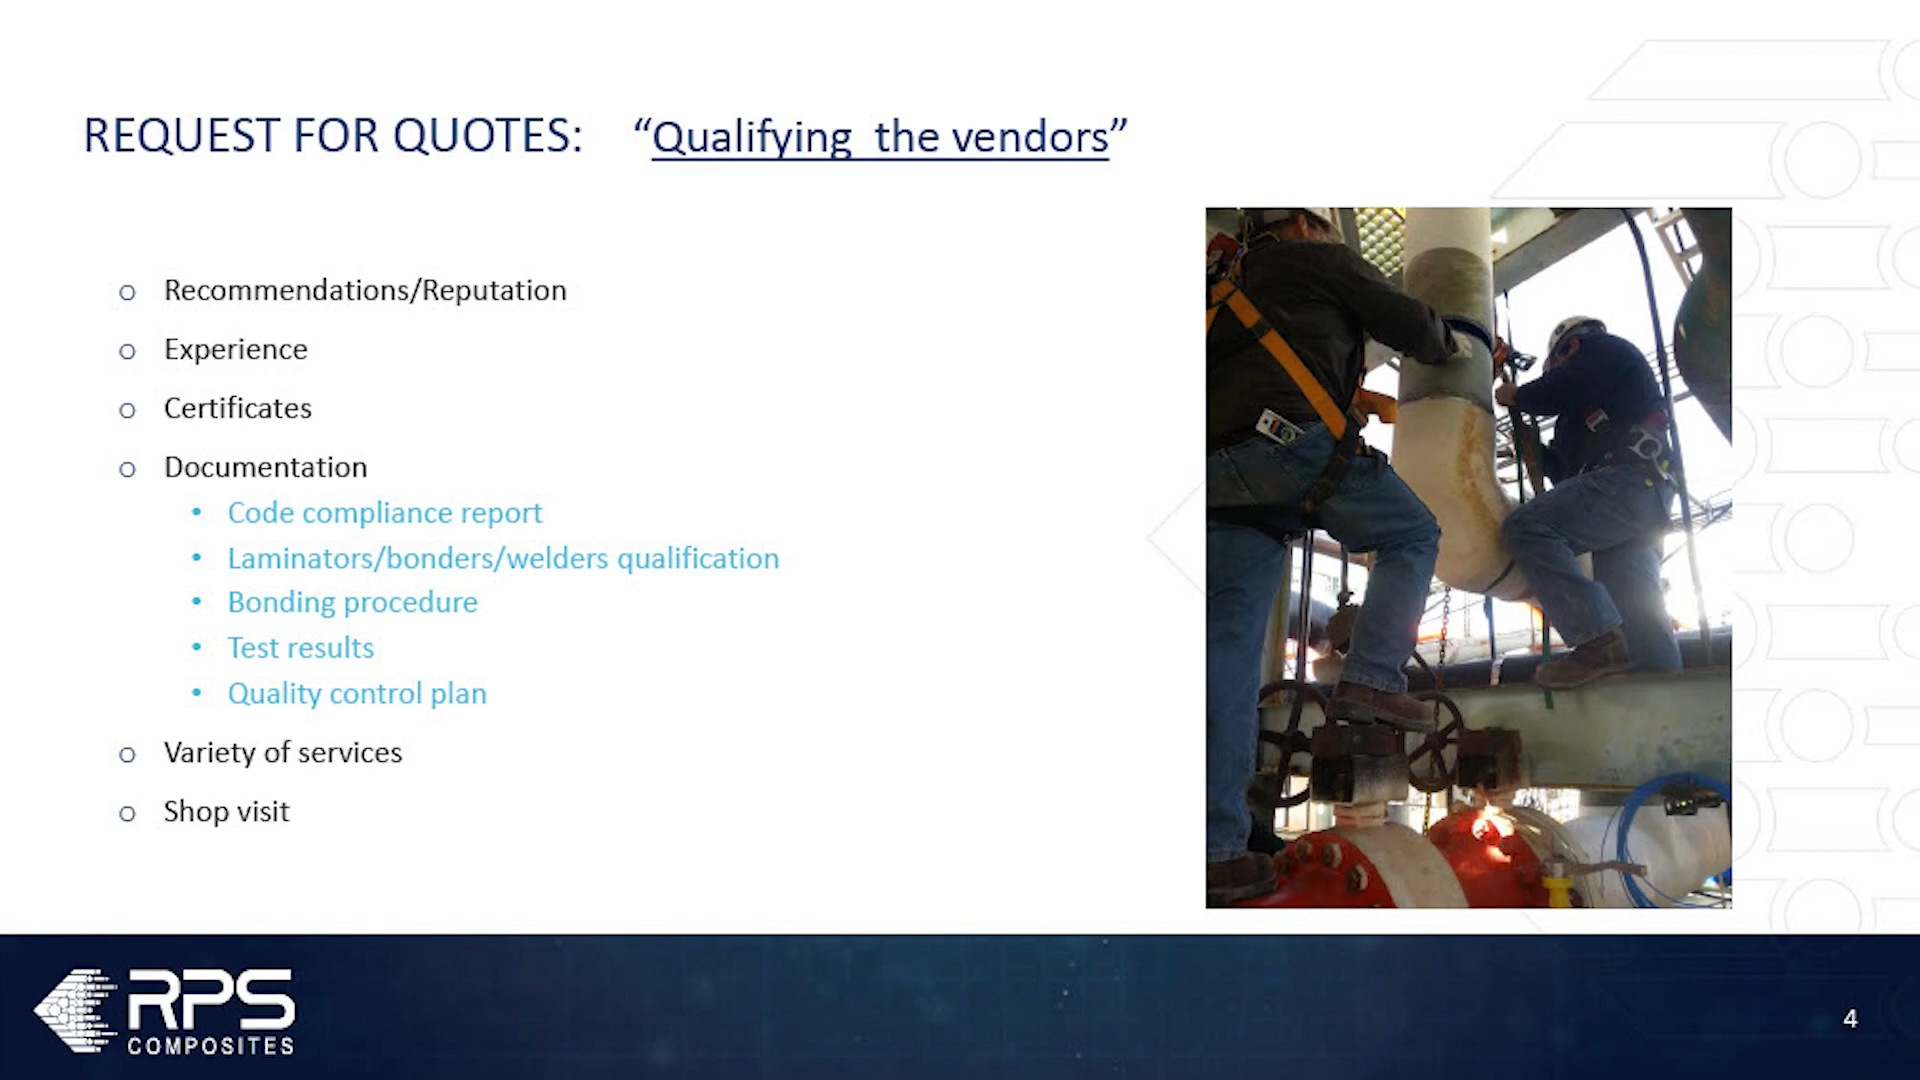 REQUEST FOR QUOTES: “Qualifying the vendors”
o Recommendations/Reputation
o Experience
o Certificates
o Documentation
• Code compliance report
• Laminators/bonders/welders qualification
• Bonding procedure
• Test results
• Quality control plan
o Variety of services
o Shop visit
RPS
COMPOSITES
4